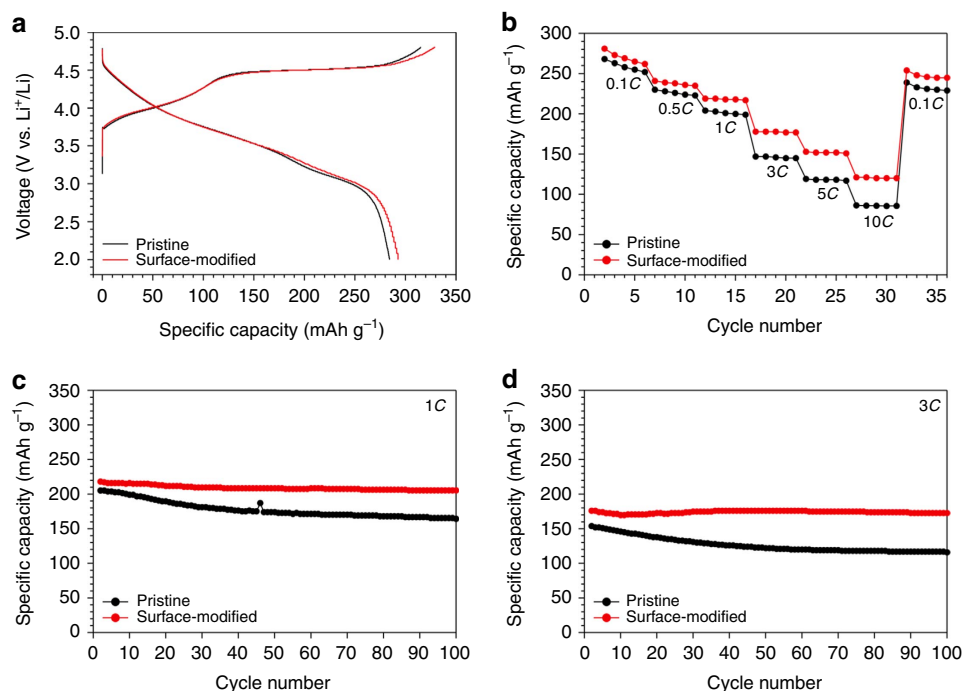 a
5.0
4.5
4.0
3.5
3.0
2.5
2.0
Voltage (V vs. Li⁺/Li)
Pristine
Surface-modified
0 50 100 150 200 250 300 350
Specific capacity (mAh g⁻¹)
b
300
250
200
150
100
50
0
Specific capacity (mAh g⁻¹)
0.1C
0.5C
1C
3C
5C
10C
0.1C
Pristine
Surface-modified
0 5 10 15 20 25 30 35
Cycle number
c
350
300
250
200
150
100
50
0
Specific capacity (mAh g⁻¹)
1C
Pristine
Surface-modified
0 10 20 30 40 50 60 70 80 90 100
Cycle number
d
350
300
250
200
150
100
50
0
Specific capacity (mAh g⁻¹)
3C
Pristine
Surface-modified
0 10 20 30 40 50 60 70 80 90 100
Cycle number